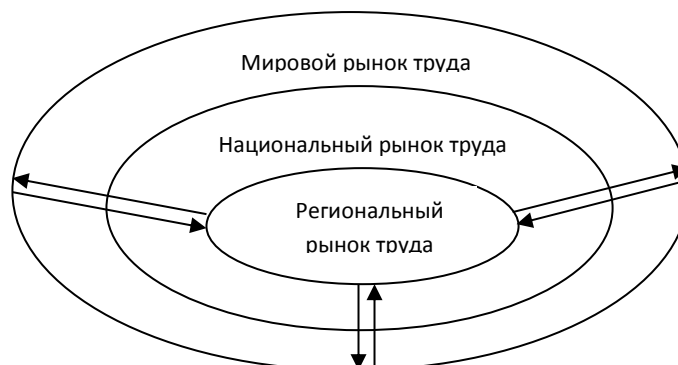 Мировой рынок труда
Национальный рынок труда
Региональный
рынок труда